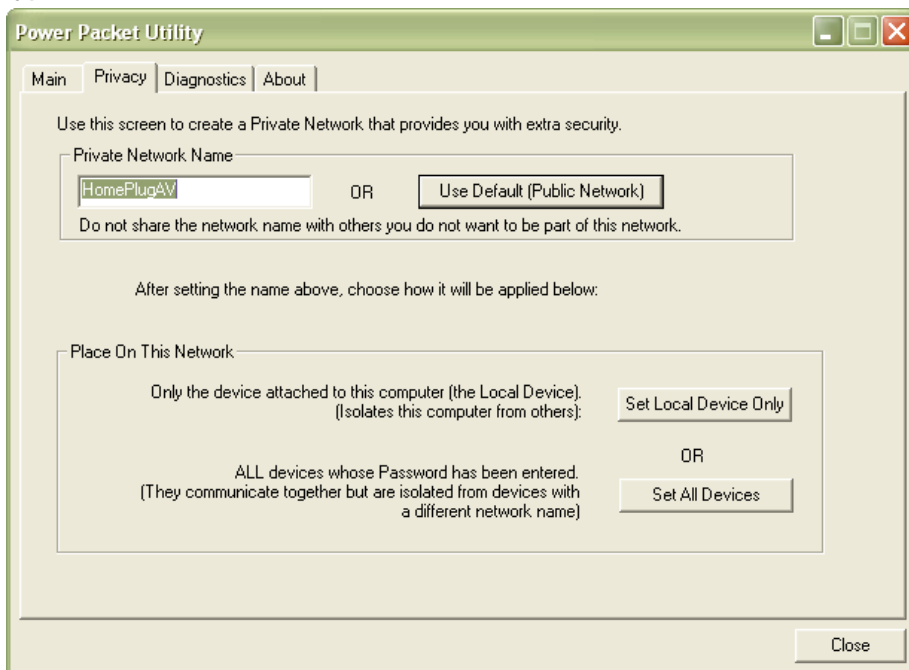 Power Packet Utility
Main Privacy Diagnostics About
Use this screen to create a Private Network that provides you with extra security.
Private Network Name
HomePlugAV OR Use Default (Public Network)
Do not share the network name with others you do not want to be part of this network.
After setting the name above, choose how it will be applied below:
Place On This Network
Only the device attached to this computer (the Local Device).
(Isolates this computer from others):
Set Local Device Only
OR
ALL devices whose Password has been entered.
(They communicate together but are isolated from devices with
a different network name)
Set All Devices
Close